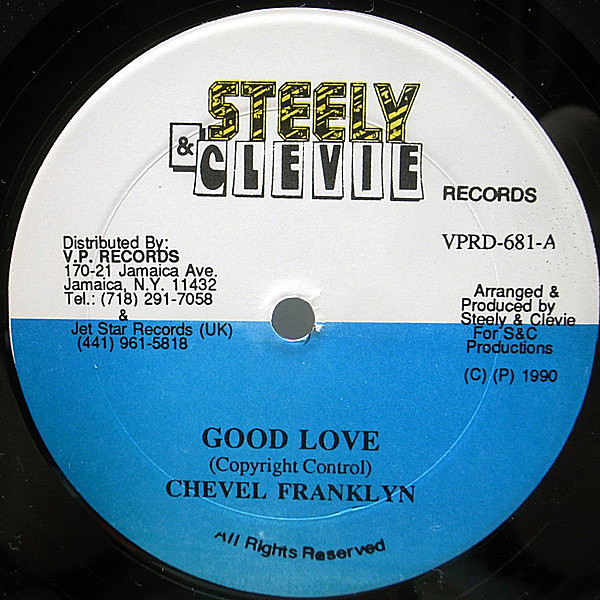 STEELY
& CLEVIE
RECORDS
VPRD-681-A
Distributed By:
V.P. RECORDS
170-21 Jamaica Ave.
Jamaica, N.Y. 11432
Tel.: (718) 291-7058
&
Jet Star Records (UK)
(441) 961-5818
Arranged &
Produced by
Steely & Clevie
For S&C
Productions
(C) (P) 1990
GOOD LOVE
(Copyright Control)
CHEVEL FRANKLYN
All Rights Reserved